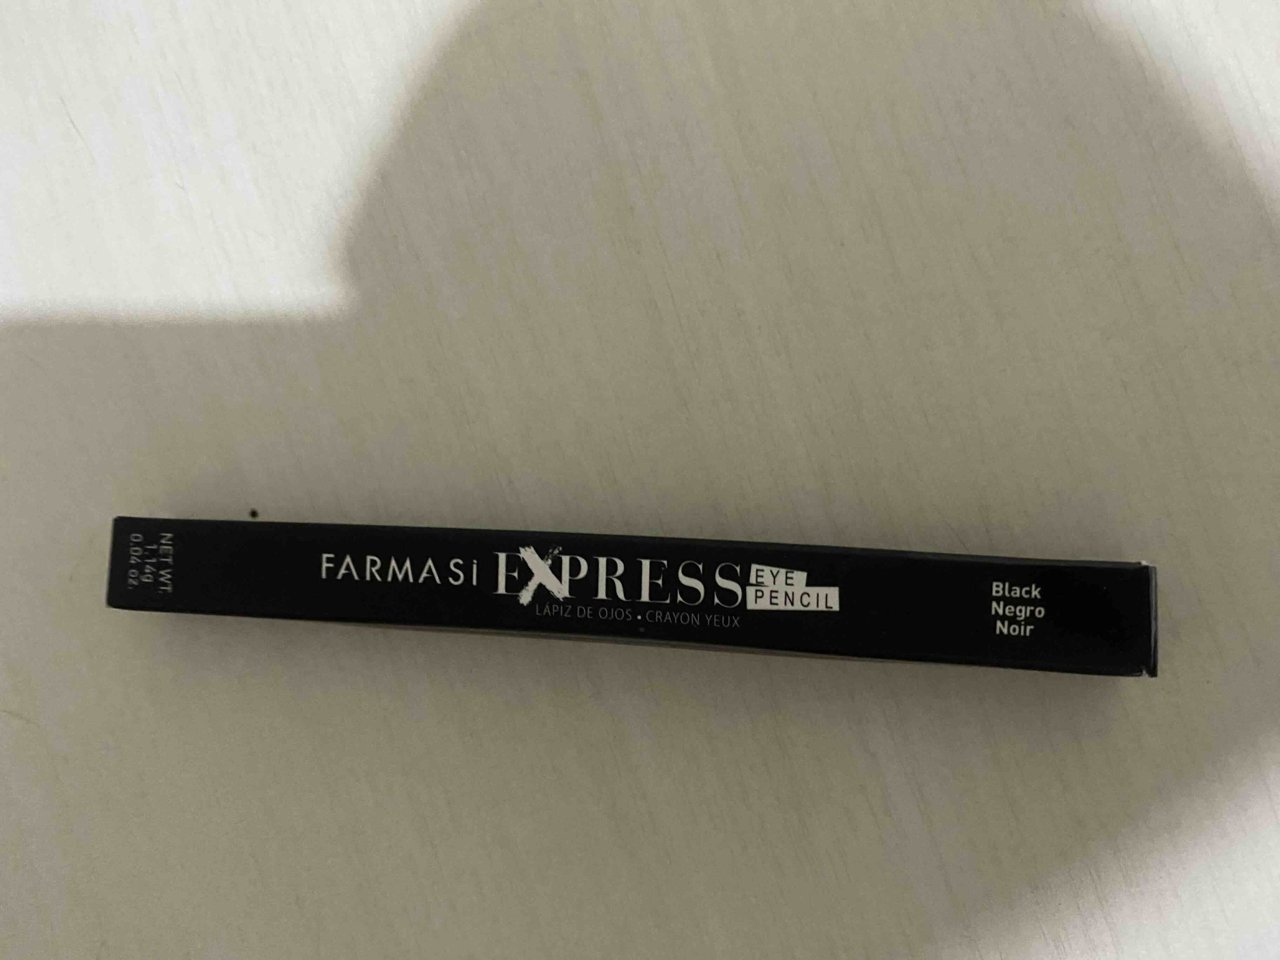 NET WT.
1.14g
0.04 oz.
FARMASi EXPRESS EYE PENCIL
LÁPIZ DE OJOS • CRAYON YEUX
Black
Negro
Noir